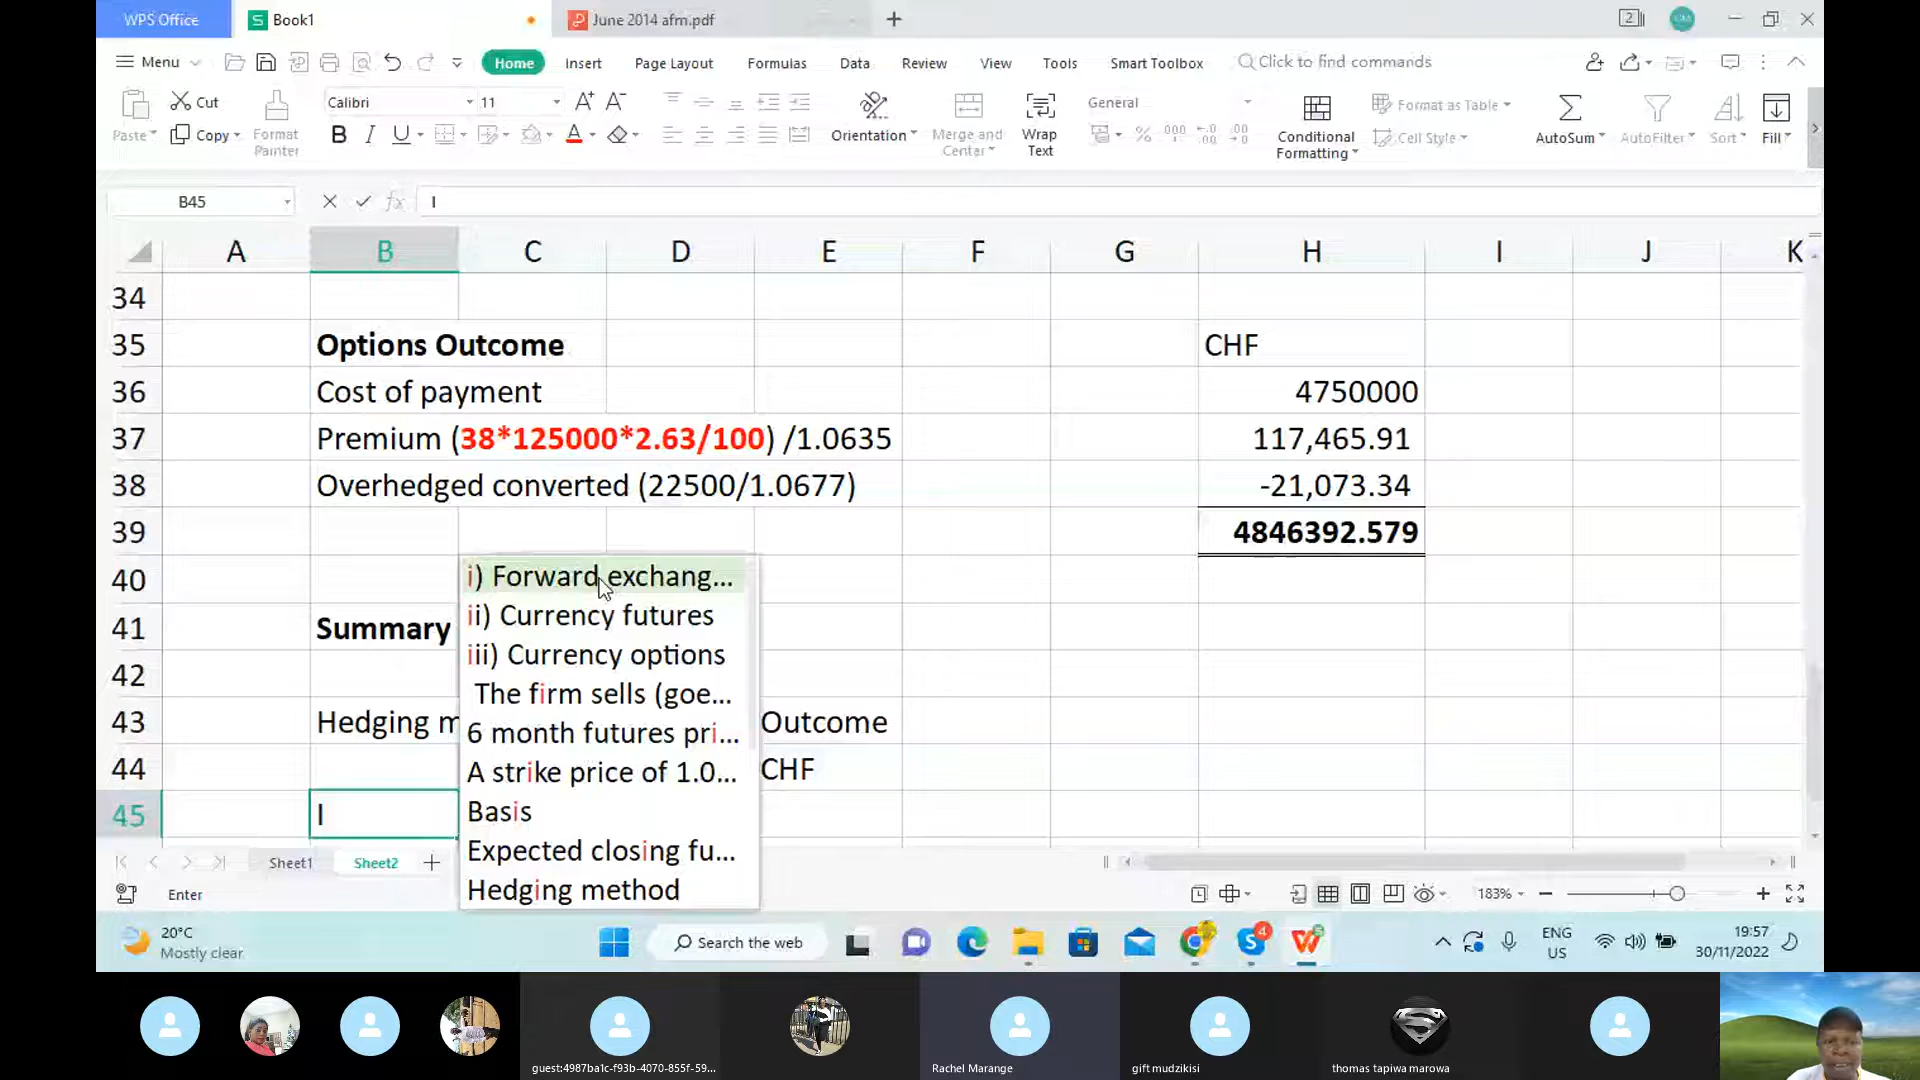 WPS Office
Book1
June 2014 afm.pdf
Menu
Home
Insert
Page Layout
Formulas
Data
Review
View
Tools
Smart Toolbox
Click to find commands
Paste
Cut
Copy
Format Painter
Calibri
11
Orientation
Merge and Center
Wrap Text
General
Conditional Formatting
Format as Table
Cell Style
AutoSum
AutoFilter
Sort
Fill
B45
I
A B C D E F G H I J K
34
35 Options Outcome CHF
36 Cost of payment 4750000
37 Premium (38*125000*2.63/100) /1.0635 117,465.91
38 Overhedged converted (22500/1.0677) -21,073.34
39 4846392.579
40
41 Summary
42
43 Hedging m Outcome
44 CHF
45 I
i) Forward exchang...
ii) Currency futures
iii) Currency options
The firm sells (goe...
6 month futures pri...
A strike price of 1.0...
Basis
Expected closing fu...
Hedging method
Sheet1
Sheet2
Enter
183%
20°C
Mostly clear
Search the web
4
ENG
US
19:57
30/11/2022
guest:4987ba1c-f93b-4070-855f-59...
Rachel Marange
gift mudzikisi
thomas tapiwa marowa